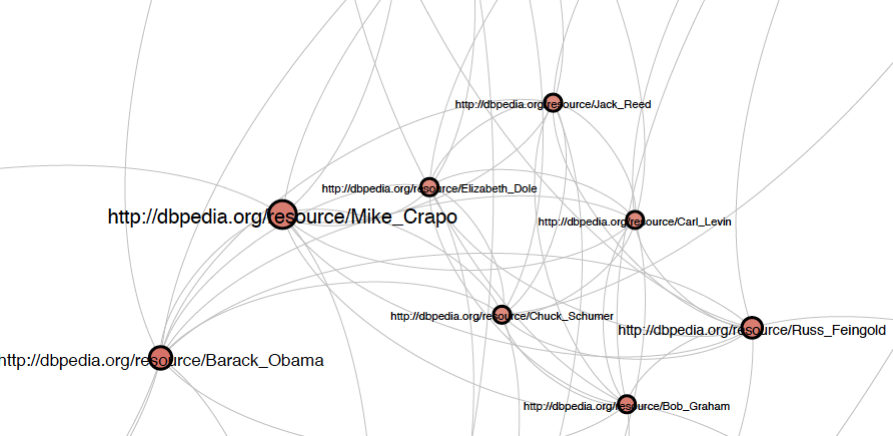 http://dbpedia.org/resource/Jack_Reed
http://dbpedia.org/resource/Elizabeth_Dole
http://dbpedia.org/resource/Mike_Crapo
http://dbpedia.org/resource/Carl_Levin
http://dbpedia.org/resource/Chuck_Schumer
http://dbpedia.org/resource/Russ_Feingold
http://dbpedia.org/resource/Barack_Obama
http://dbpedia.org/resource/Bob_Graham